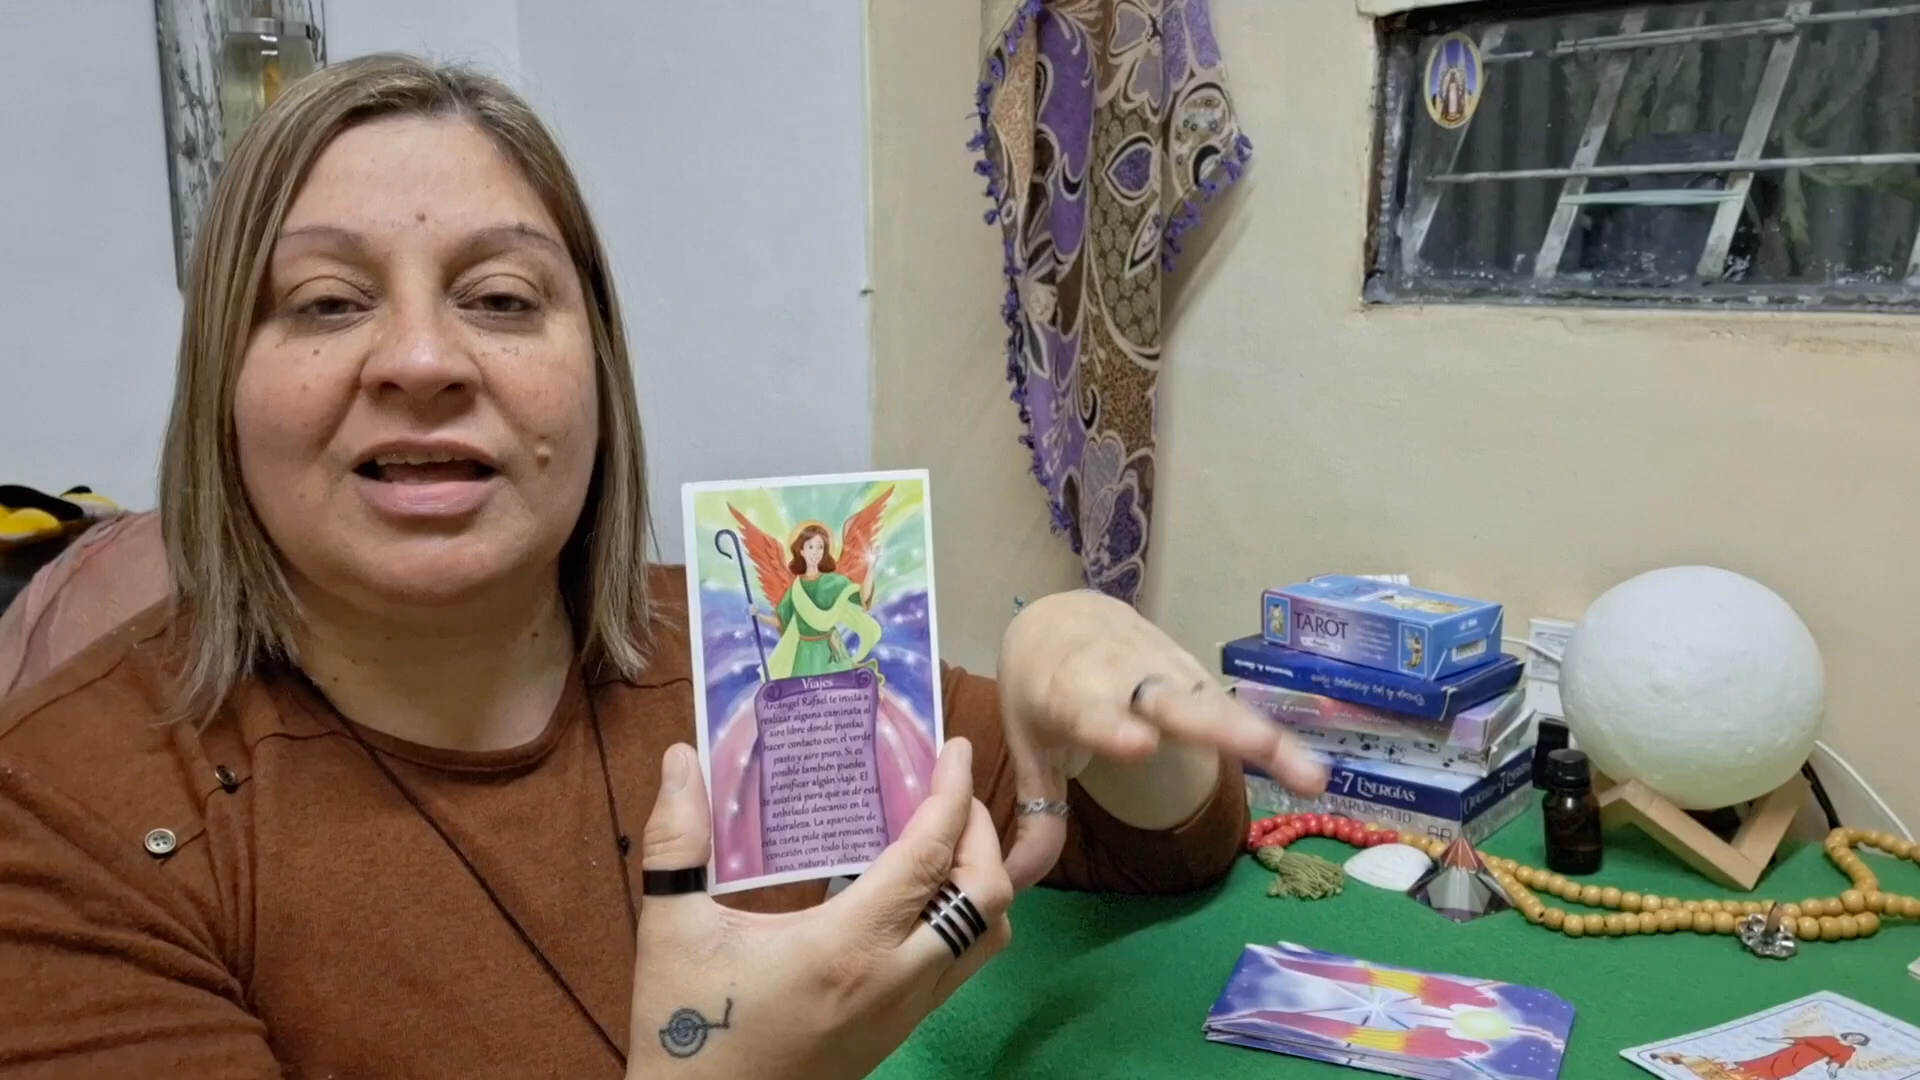 Viajes
Arcángel Rafael te invita a
realizar alguna caminata al
aire libre donde puedas
hacer contacto con el verde
pasto y aire puro. Si es
posible también puedes
planificar algún viaje. El
te asistirá para que se dé este
anhelado descanso en la
naturaleza. La aparición de
esta carta pide que renueves tu
conexión con todo lo que sea
sano, natural y silvestre.
TAROT
7 ENERGÍAS
BARON-RUIO